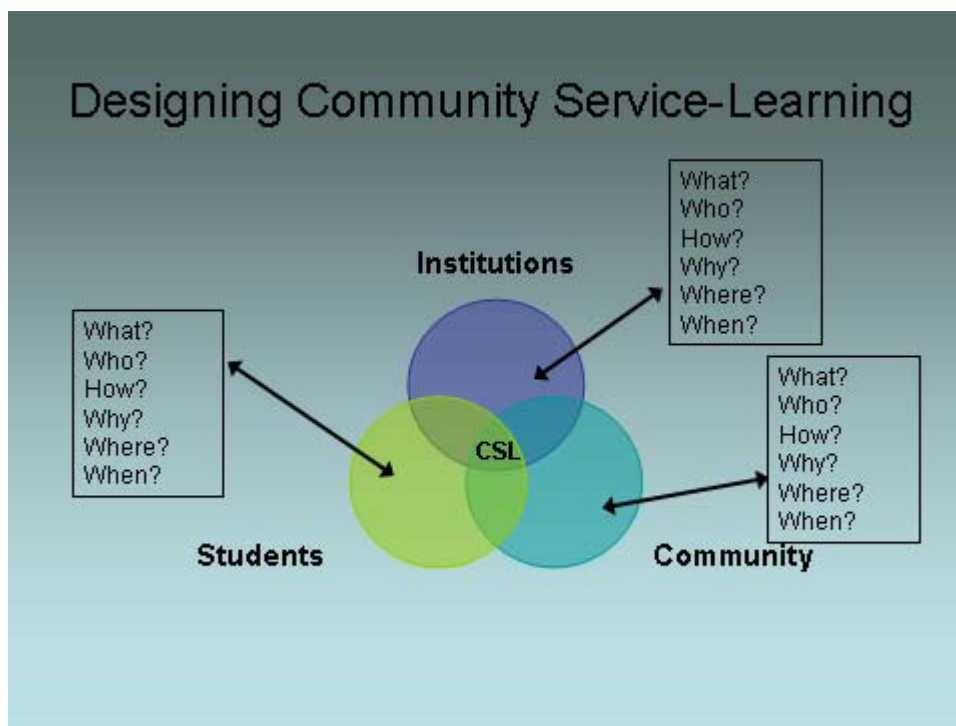 Designing Community Service-Learning
What?
Who?
How?
Why?
Where?
When?
Institutions
What?
Who?
How?
Why?
Where?
When?
What?
Who?
How?
Why?
Where?
When?
CSL
Students
Community